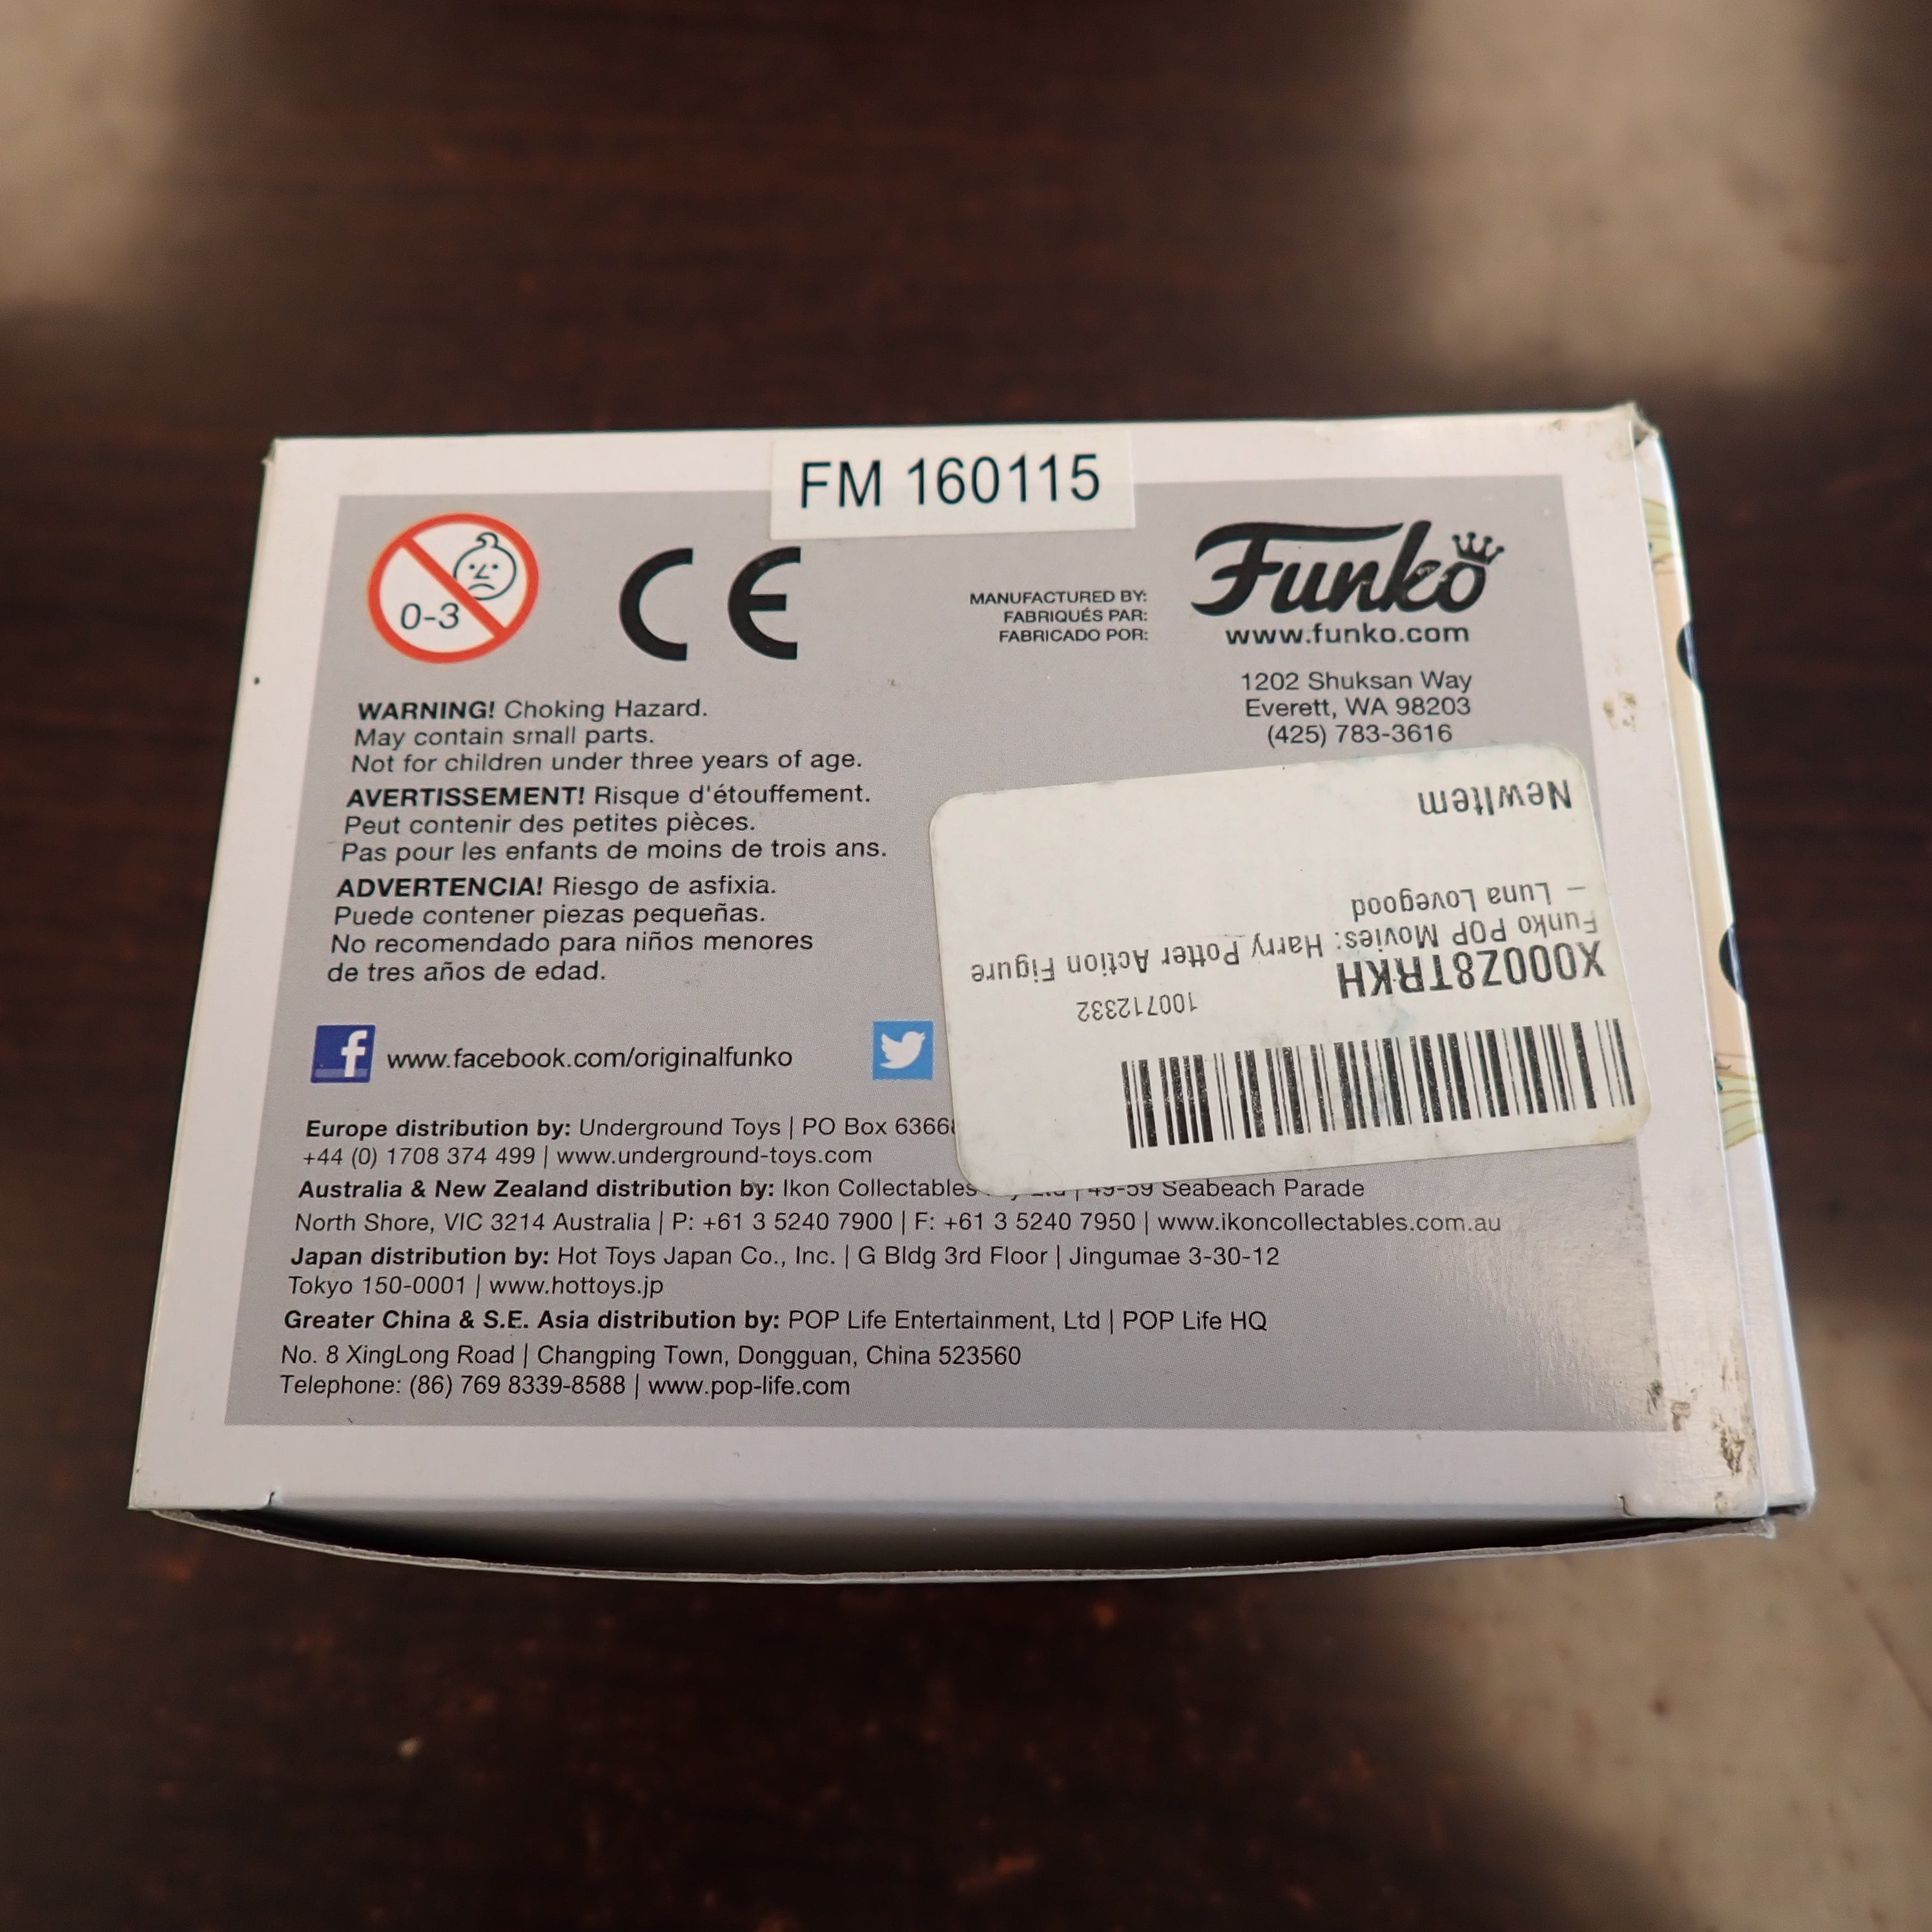 FM 160115
0-3
CE
MANUFACTURED BY:
FABRIQUÉS PAR:
FABRICADO POR:
Funko
www.funko.com
1202 Shuksan Way
Everett, WA 98203
(425) 783-3616
WARNING! Choking Hazard.
May contain small parts.
Not for children under three years of age.
AVERTISSEMENT! Risque d'étouffement.
Peut contenir des petites pièces.
Pas pour les enfants de moins de trois ans.
ADVERTENCIA! Riesgo de asfixia.
Puede contener piezas pequeñas.
No recomendado para niños menores
de tres años de edad.
f www.facebook.com/originalfunko
100712332
X000Z8TRKH
Funko POP Movies: Harry Potter Action Figure
– Luna Lovegood
NewItem
Europe distribution by: Underground Toys | PO Box
+44 (0) 1708 374 499 | www.underground-toys.com
Australia & New Zealand distribution by: Ikon Collectables | 49-59 Seabeach Parade
North Shore, VIC 3214 Australia | P: +61 3 5240 7900 | F: +61 3 5240 7950 | www.ikoncollectables.com.au
Japan distribution by: Hot Toys Japan Co., Inc. | G Bldg 3rd Floor | Jingumae 3-30-12
Tokyo 150-0001 | www.hottoys.jp
Greater China & S.E. Asia distribution by: POP Life Entertainment, Ltd | POP Life HQ
No. 8 XingLong Road | Changping Town, Dongguan, China 523560
Telephone: (86) 769 8339-8588 | www.pop-life.com